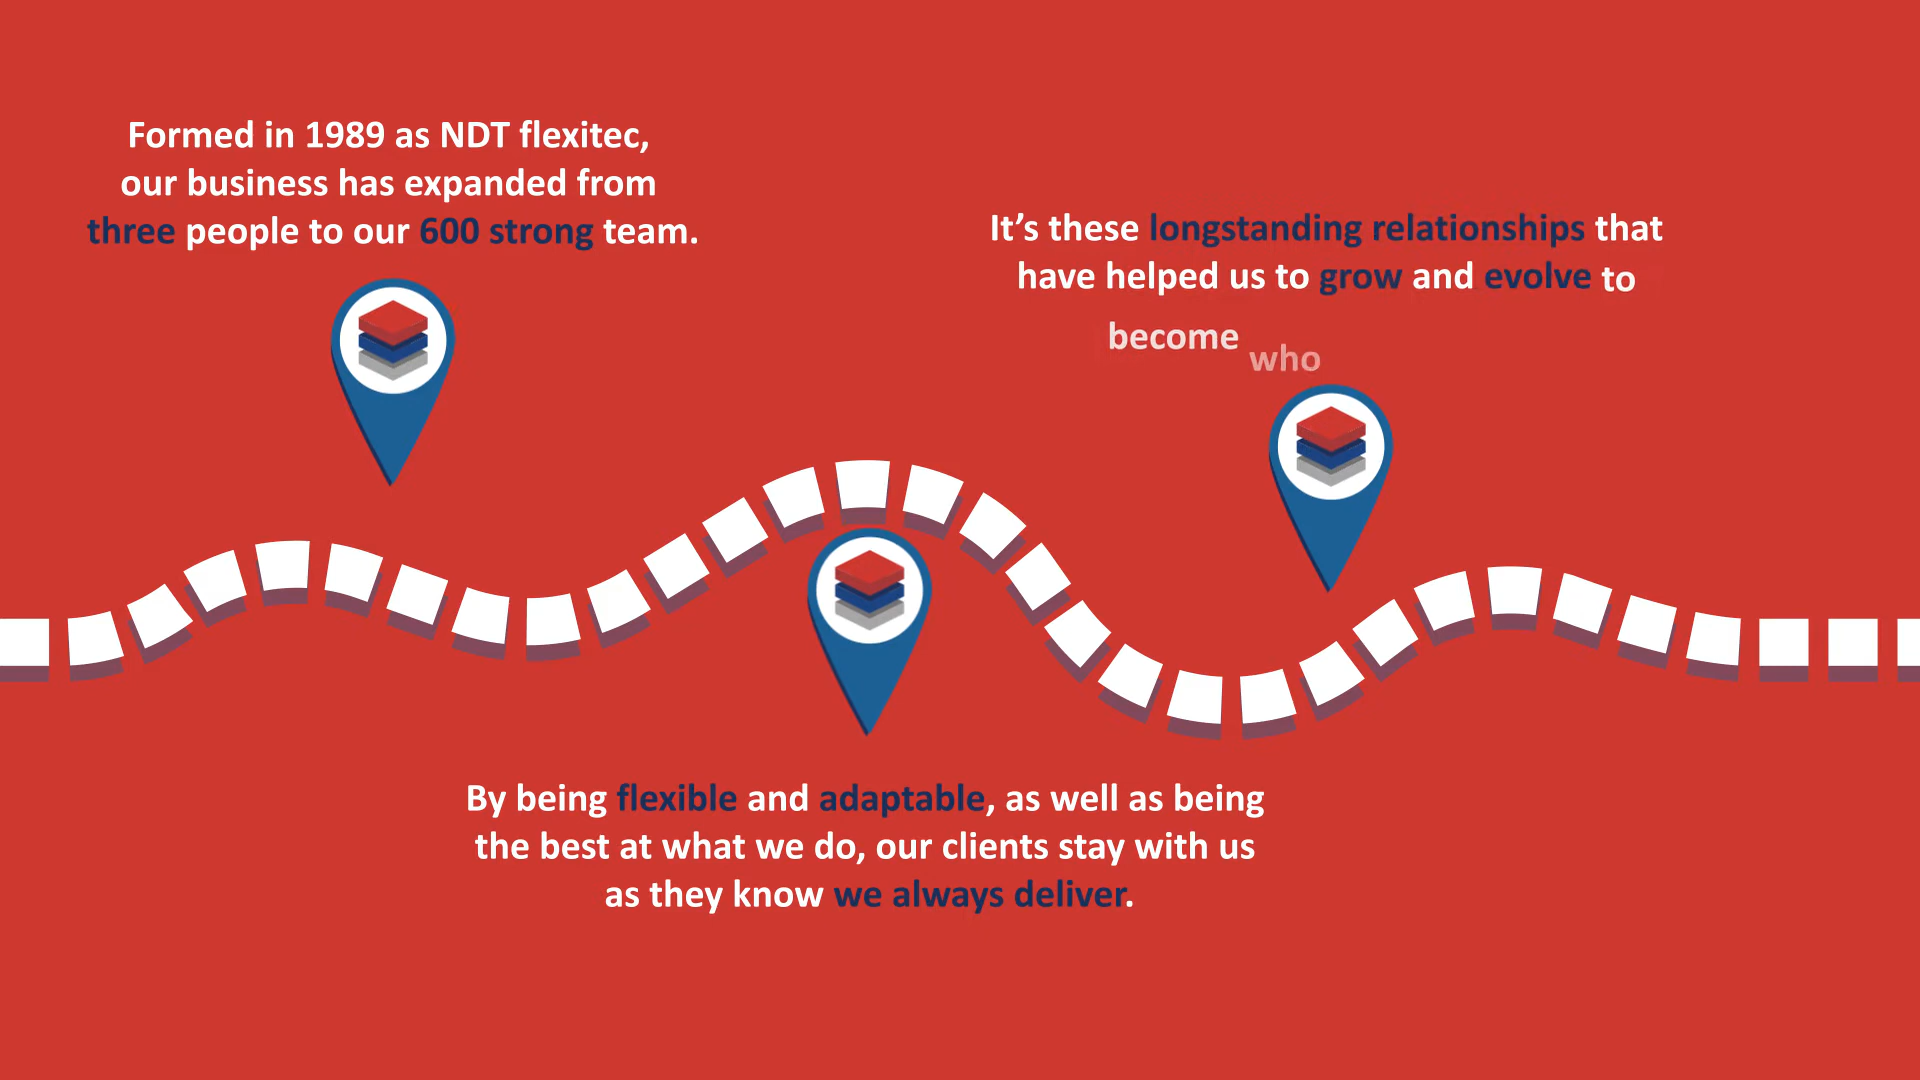 Formed in 1989 as NDT flexitec,
our business has expanded from
three people to our 600 strong team.
It’s these longstanding relationships that
have helped us to grow and evolve to
become who
By being flexible and adaptable, as well as being
the best at what we do, our clients stay with us
as they know we always deliver.